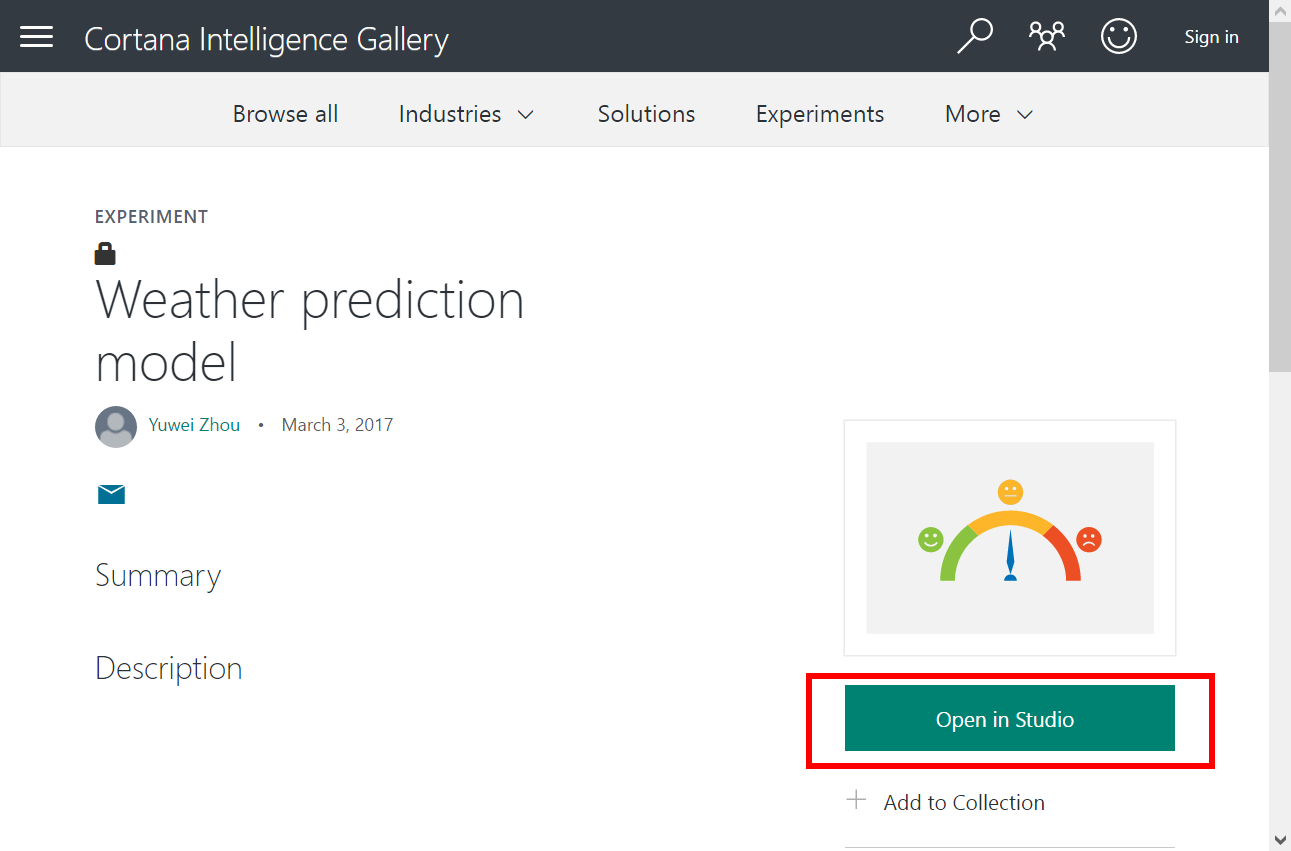 Cortana Intelligence Gallery
Sign in
Browse all
Industries
Solutions
Experiments
More
EXPERIMENT
Weather prediction
model
Yuwei Zhou • March 3, 2017
Summary
Description
Open in Studio
Add to Collection